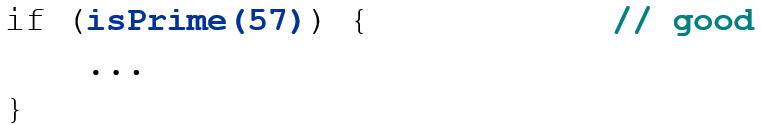 if (isPrime(57)) { // good
...
}